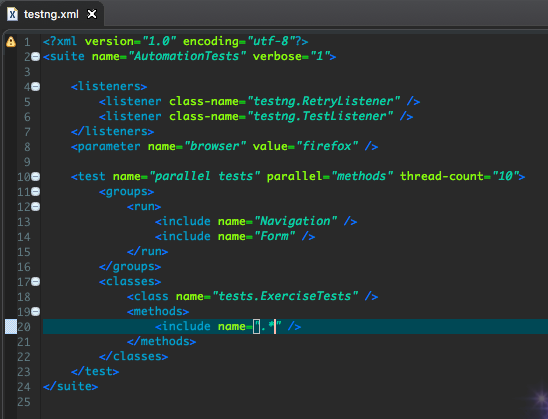 testng.xml
1 <?xml version="1.0" encoding="utf-8"?>
2 <suite name="AutomationTests" verbose="1">
3
4     <listeners>
5         <listener class-name="testng.RetryListener" />
6         <listener class-name="testng.TestListener" />
7     </listeners>
8     <parameter name="browser" value="firefox" />
9
10     <test name="parallel tests" parallel="methods" thread-count="10">
11         <groups>
12             <run>
13                 <include name="Navigation" />
14                 <include name="Form" />
15             </run>
16         </groups>
17         <classes>
18             <class name="tests.ExerciseTests" />
19             <methods>
20                 <include name=".*" />
21             </methods>
22         </classes>
23     </test>
24 </suite>
25